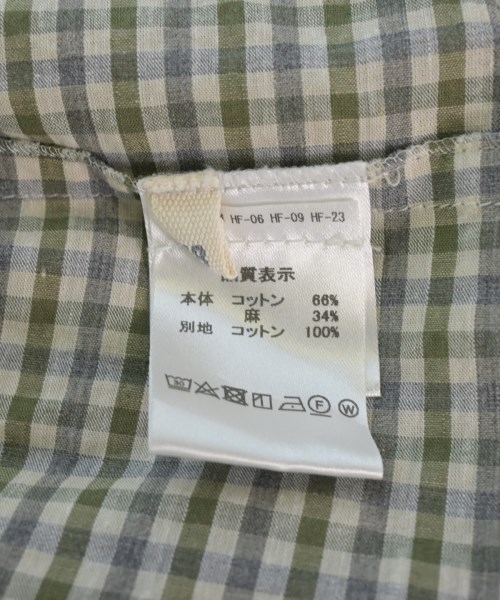 HF-06 HF-09 HF-23
質表示
本体 コットン 66%
麻 34%
別地 コットン 100%
F W